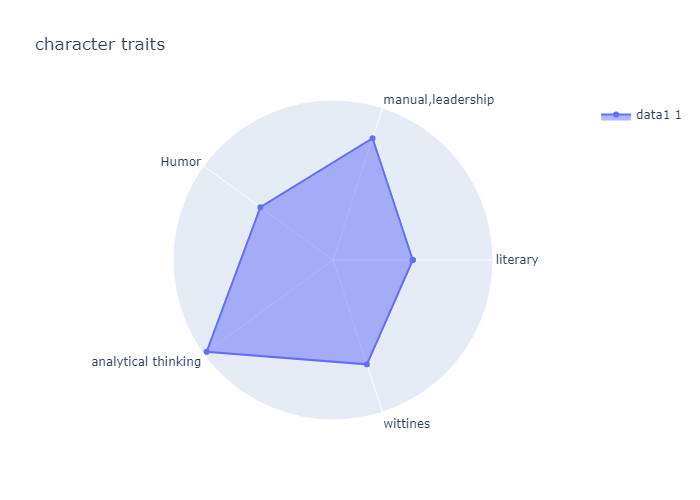 character traits
manual,leadership
data1 1
Humor
literary
analytical thinking
wittines